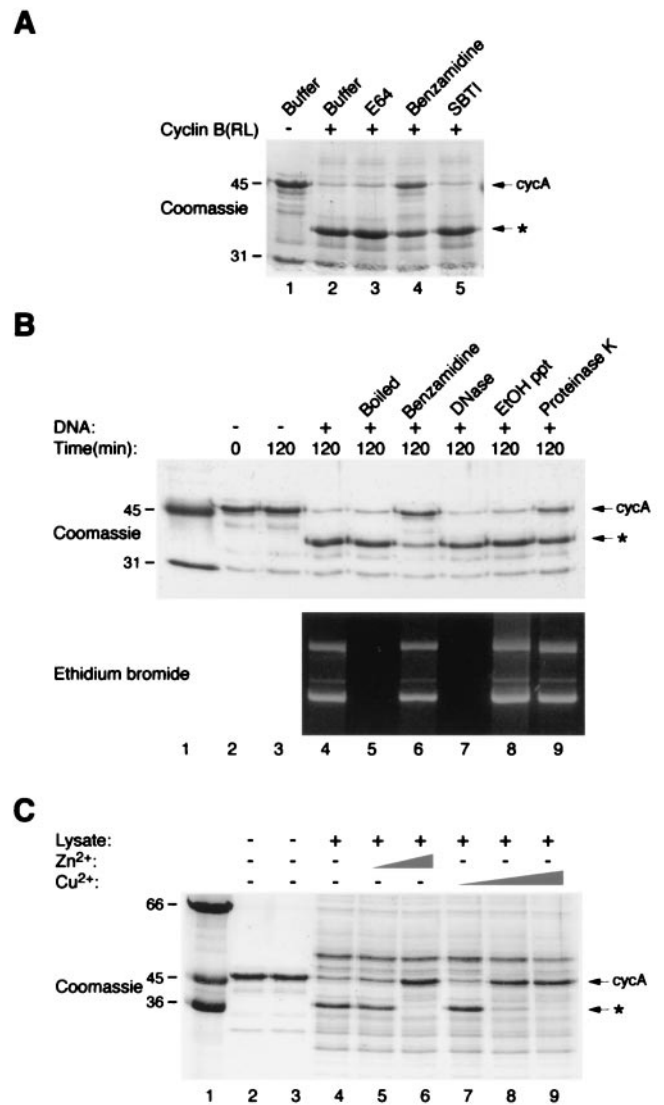 A
Buffer Buffer E64 Benzamidine SBTI
Cyclin B(RL) - + + + +
45 cycA
Coomassie
*
31
1 2 3 4 5
B
Boiled Benzamidine DNase EtOH ppt Proteinase K
DNA: - - + + + + + +
Time(min): 0 120 120 120 120 120 120 120
45 cycA
Coomassie
*
31
Ethidium bromide
1 2 3 4 5 6 7 8 9
C
Lysate: - - + + + + + +
Zn2+: - - - - - -
Cu2+: - - - - -
66
45 cycA
Coomassie
36 *
1 2 3 4 5 6 7 8 9